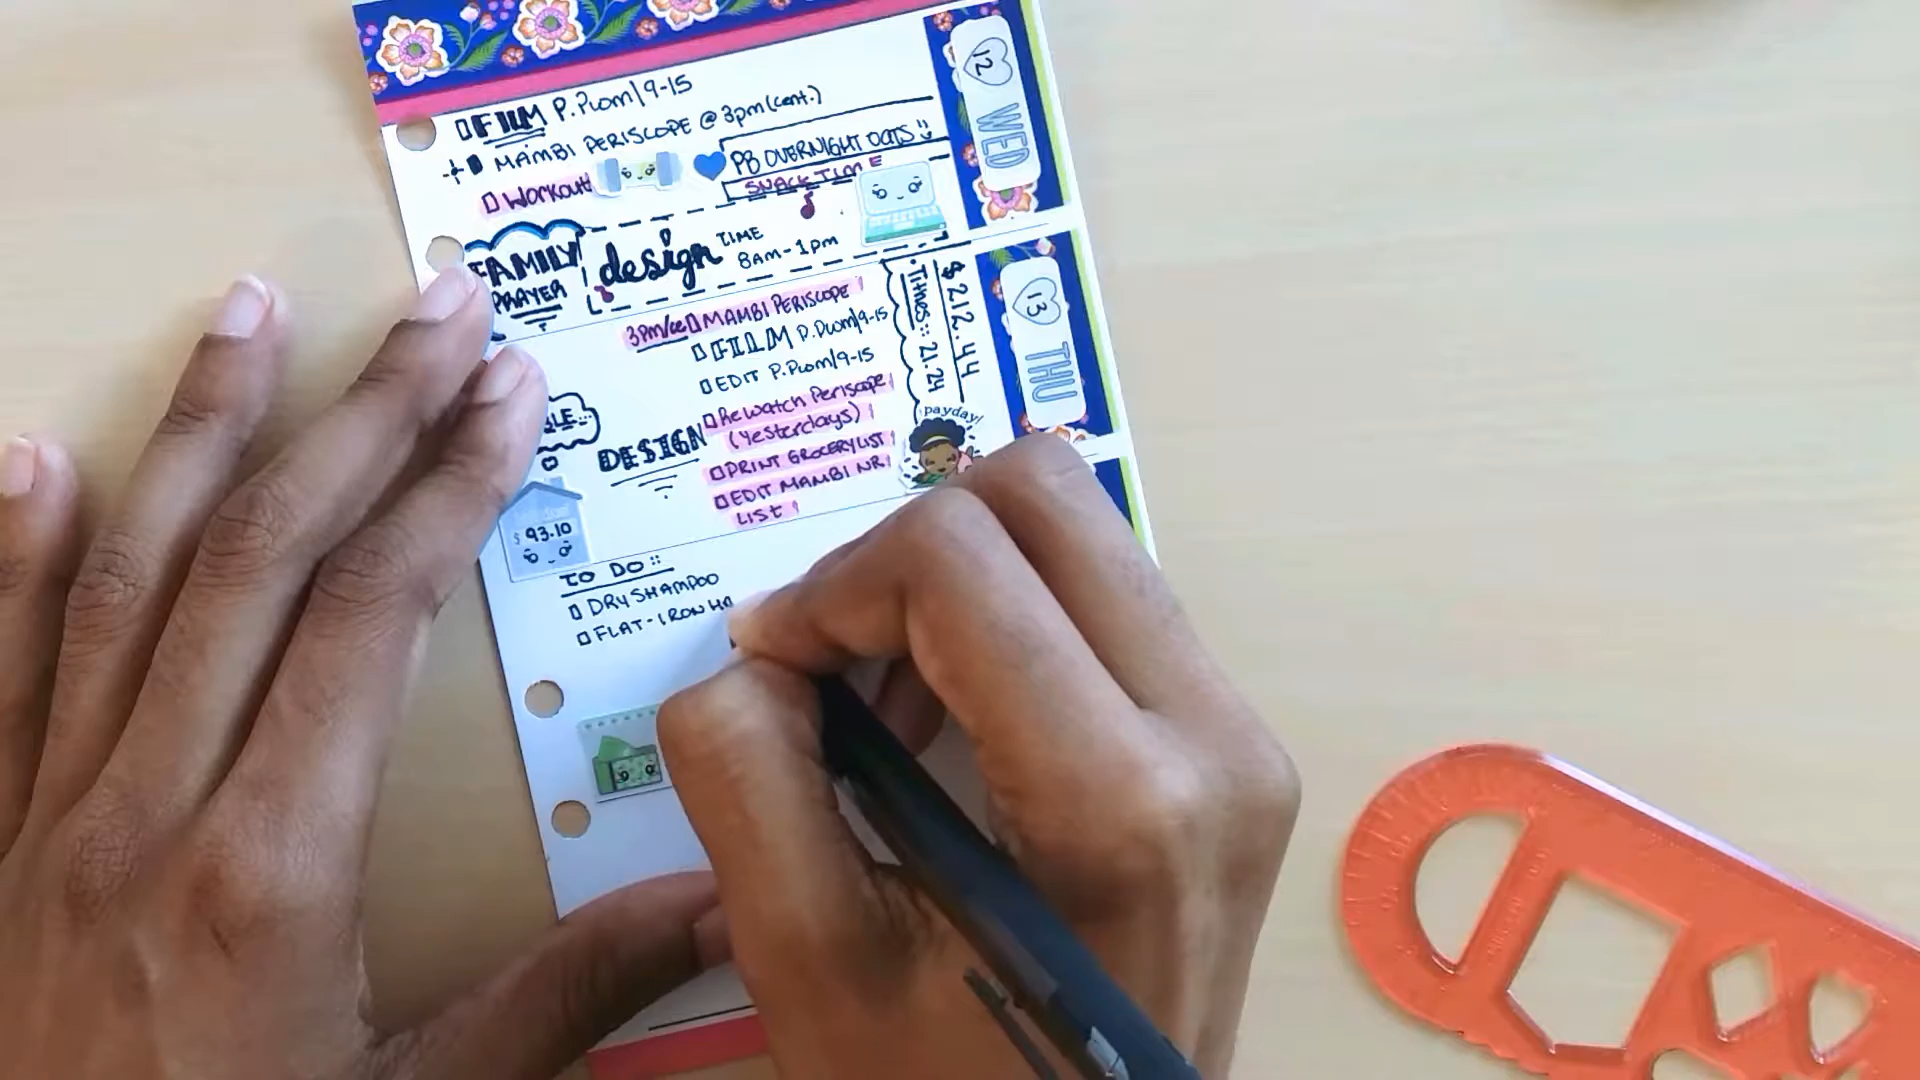 FILM P.Plom/9-15
MAMBI PERISCOPE @ 3pm (cent.)
Workout
PB OVERNIGHT OATS
SNACK TIME
12 WED
FAMILY
PRAYER
design TIME
8AM-1PM
3pm/ce MAMBI PERISCOPE
FILM P.Plom/9-15
EDIT P.Plom/9-15
Rewatch Periscope
(yesterdays)
PRINT GROCERY LIST
EDIT MAMBI NR.
LIST
DESIGN
$212.44
Tithes:: 21.24
payday!
13 THU
$ 93.10
TO DO ::
DRY SHAMPOO
FLAT-IRON